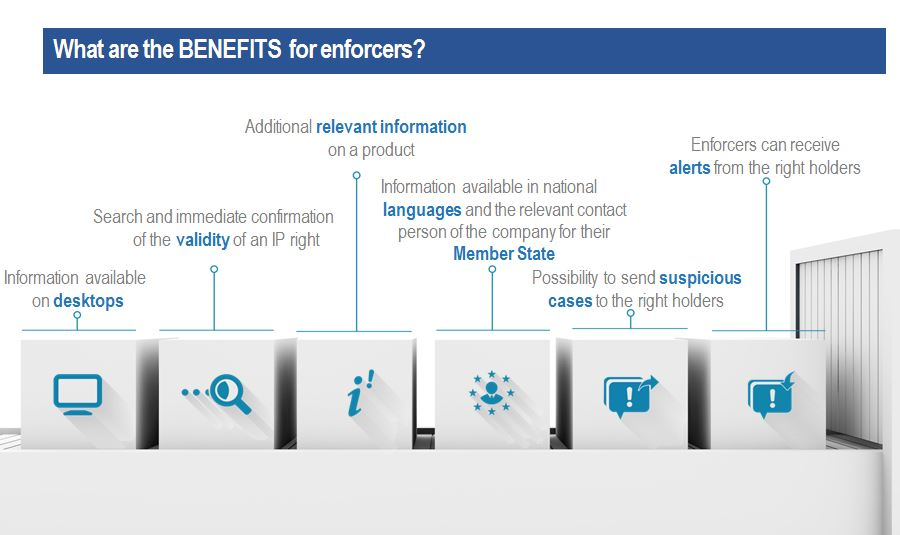 What are the BENEFITS for enforcers?
Information available
on desktops
Search and immediate confirmation
of the validity of an IP right
Additional relevant information
on a product
Information available in national
languages and the relevant contact
person of the company for their
Member State
Possibility to send suspicious
cases to the right holders
Enforcers can receive
alerts from the right holders